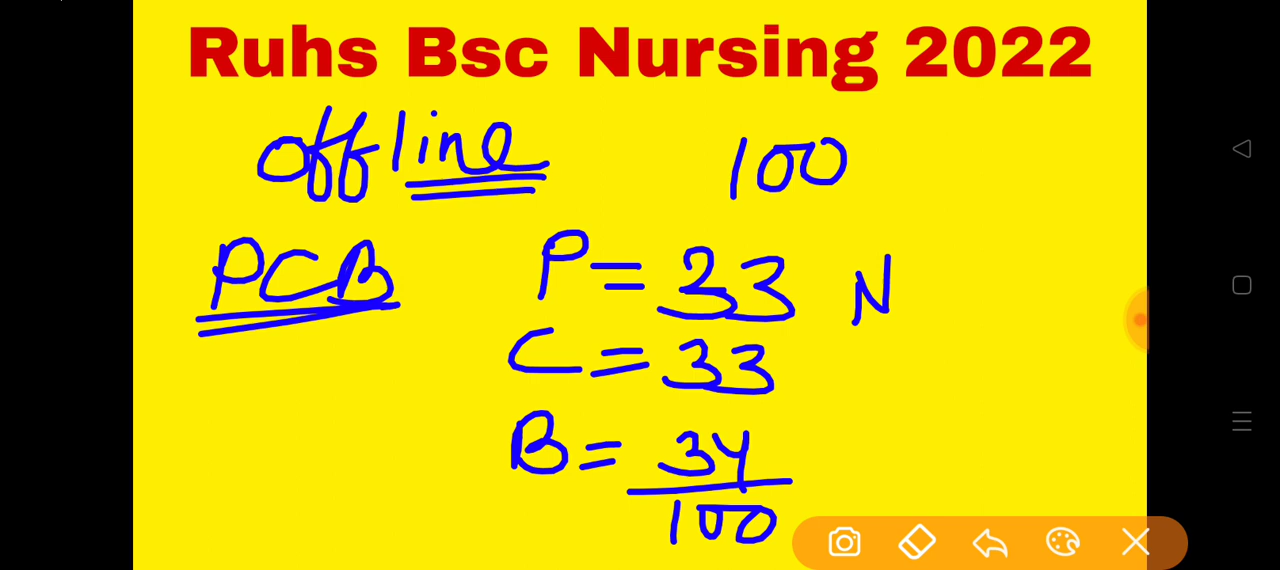 Ruhs Bsc Nursing 2022
offline 100
PCB P = 33 N
C = 33
B = 34
100